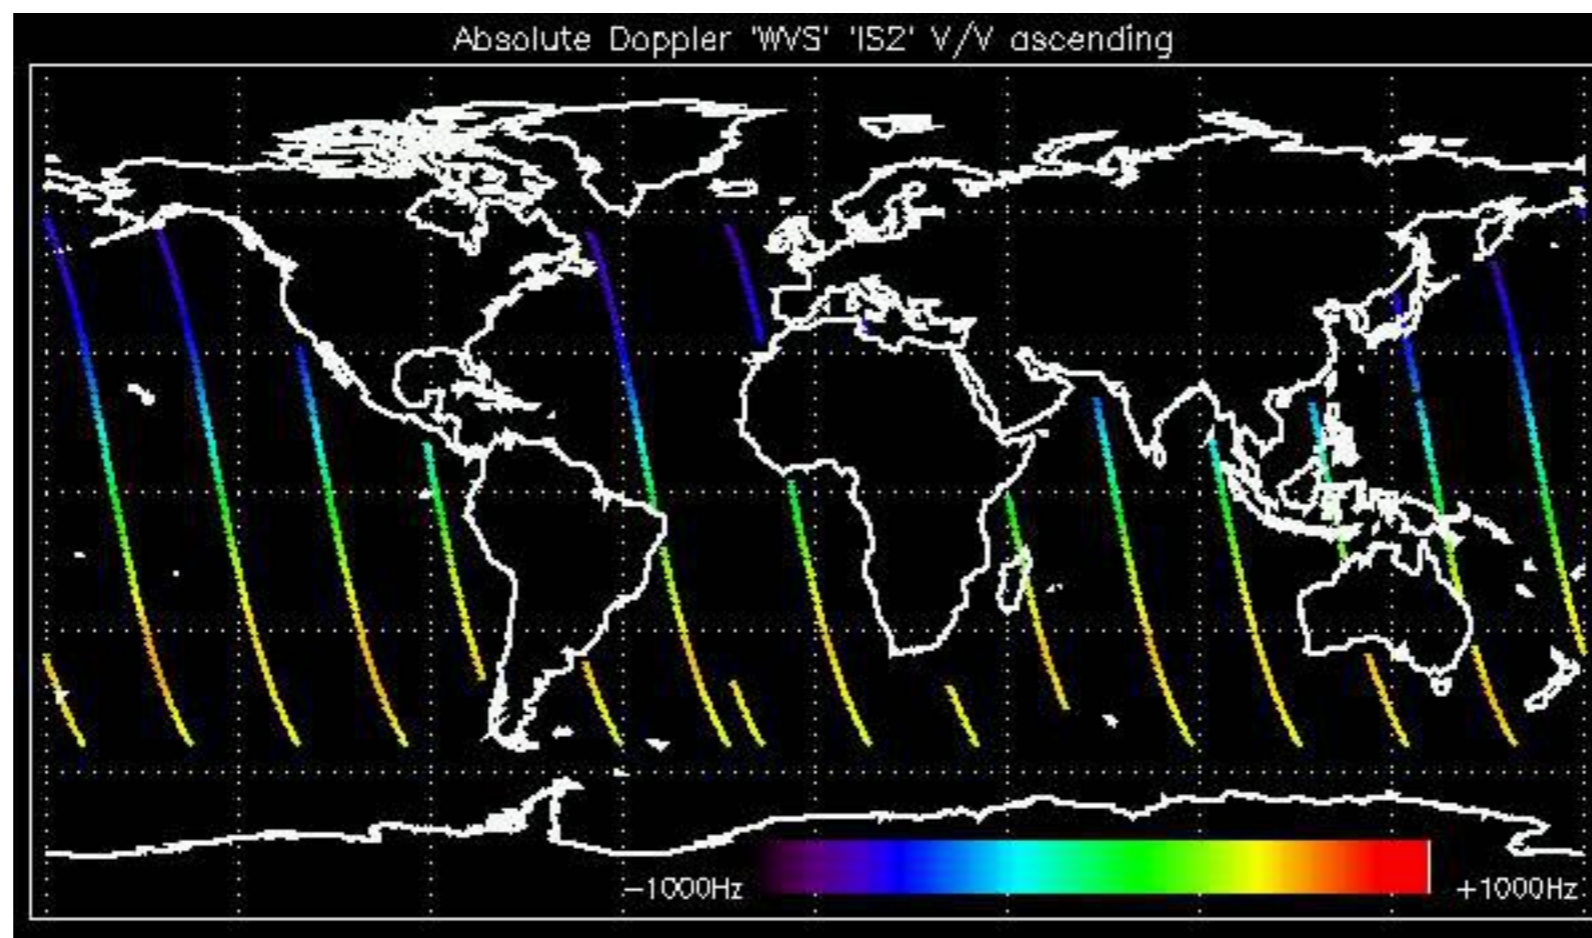 Absolute Doppler 'WVS' 'IS2' V/V ascending
-1000Hz +1000Hz